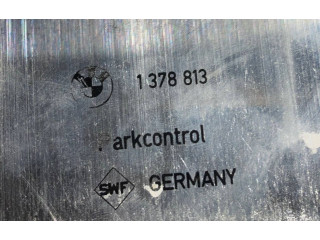 1 378 813
Parkcontrol
SWF GERMANY